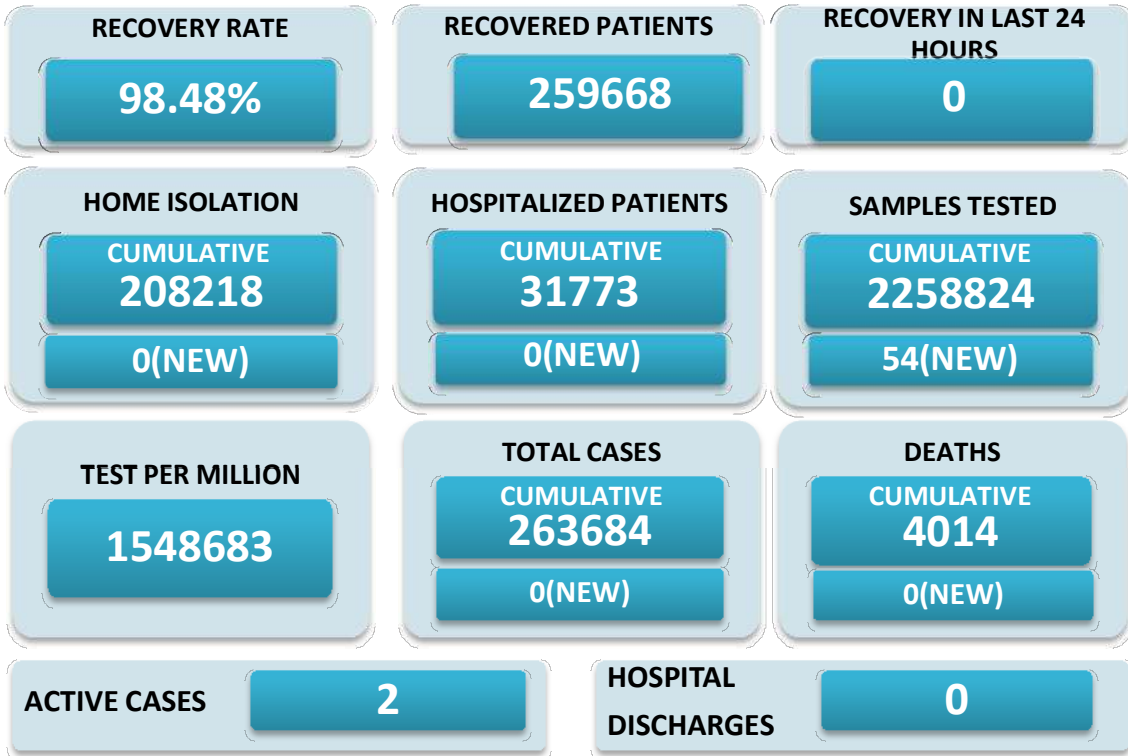 RECOVERY RATE
98.48%
RECOVERED PATIENTS
259668
RECOVERY IN LAST 24
HOURS
0
HOME ISOLATION
CUMULATIVE
208218
0(NEW)
HOSPITALIZED PATIENTS
CUMULATIVE
31773
0(NEW)
SAMPLES TESTED
CUMULATIVE
2258824
54(NEW)
TEST PER MILLION
1548683
TOTAL CASES
CUMULATIVE
263684
0(NEW)
DEATHS
CUMULATIVE
4014
0(NEW)
ACTIVE CASES
2
HOSPITAL
DISCHARGES
0